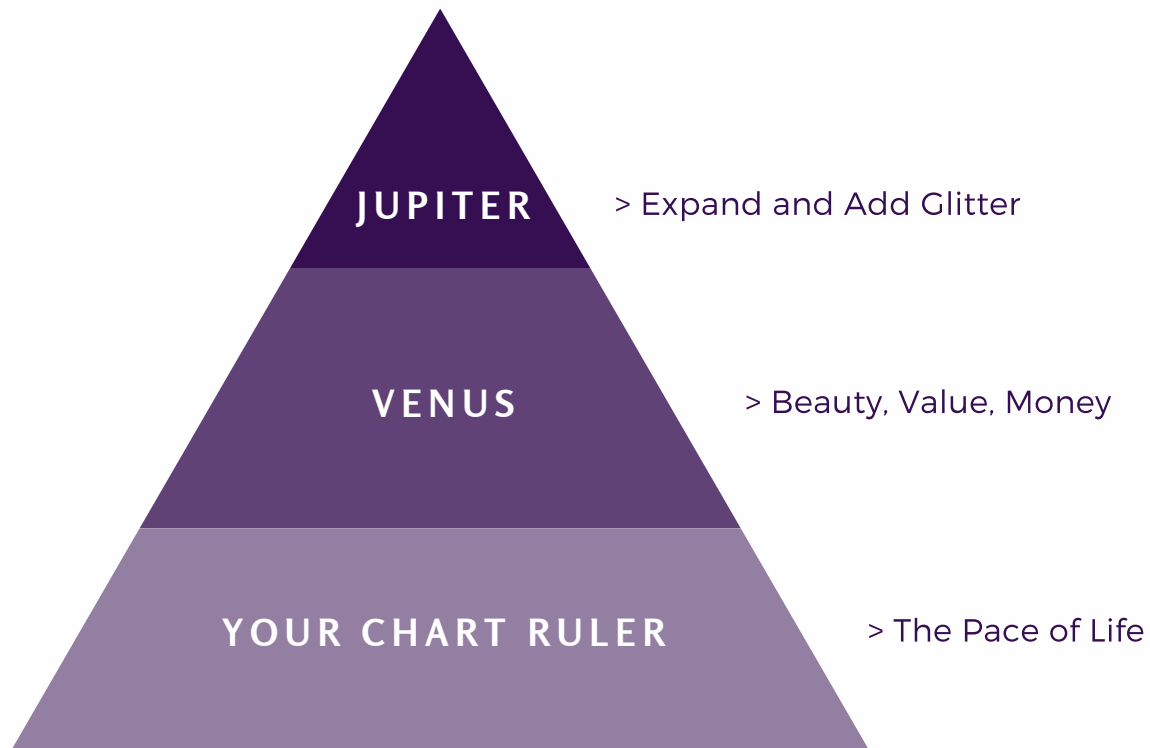 JUPITER > Expand and Add Glitter
VENUS > Beauty, Value, Money
YOUR CHART RULER > The Pace of Life